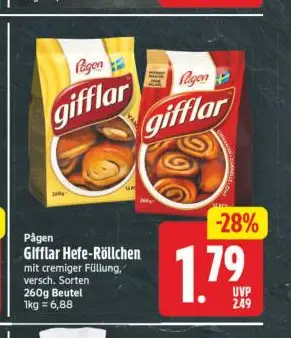 Pågen
gifflar
Pågen
gifflar
260g
-28%
Pågen
Gifflar Hefe-Röllchen
mit cremiger Füllung,
versch. Sorten
260g Beutel
1kg = 6,88
1.79
UVP
2.49